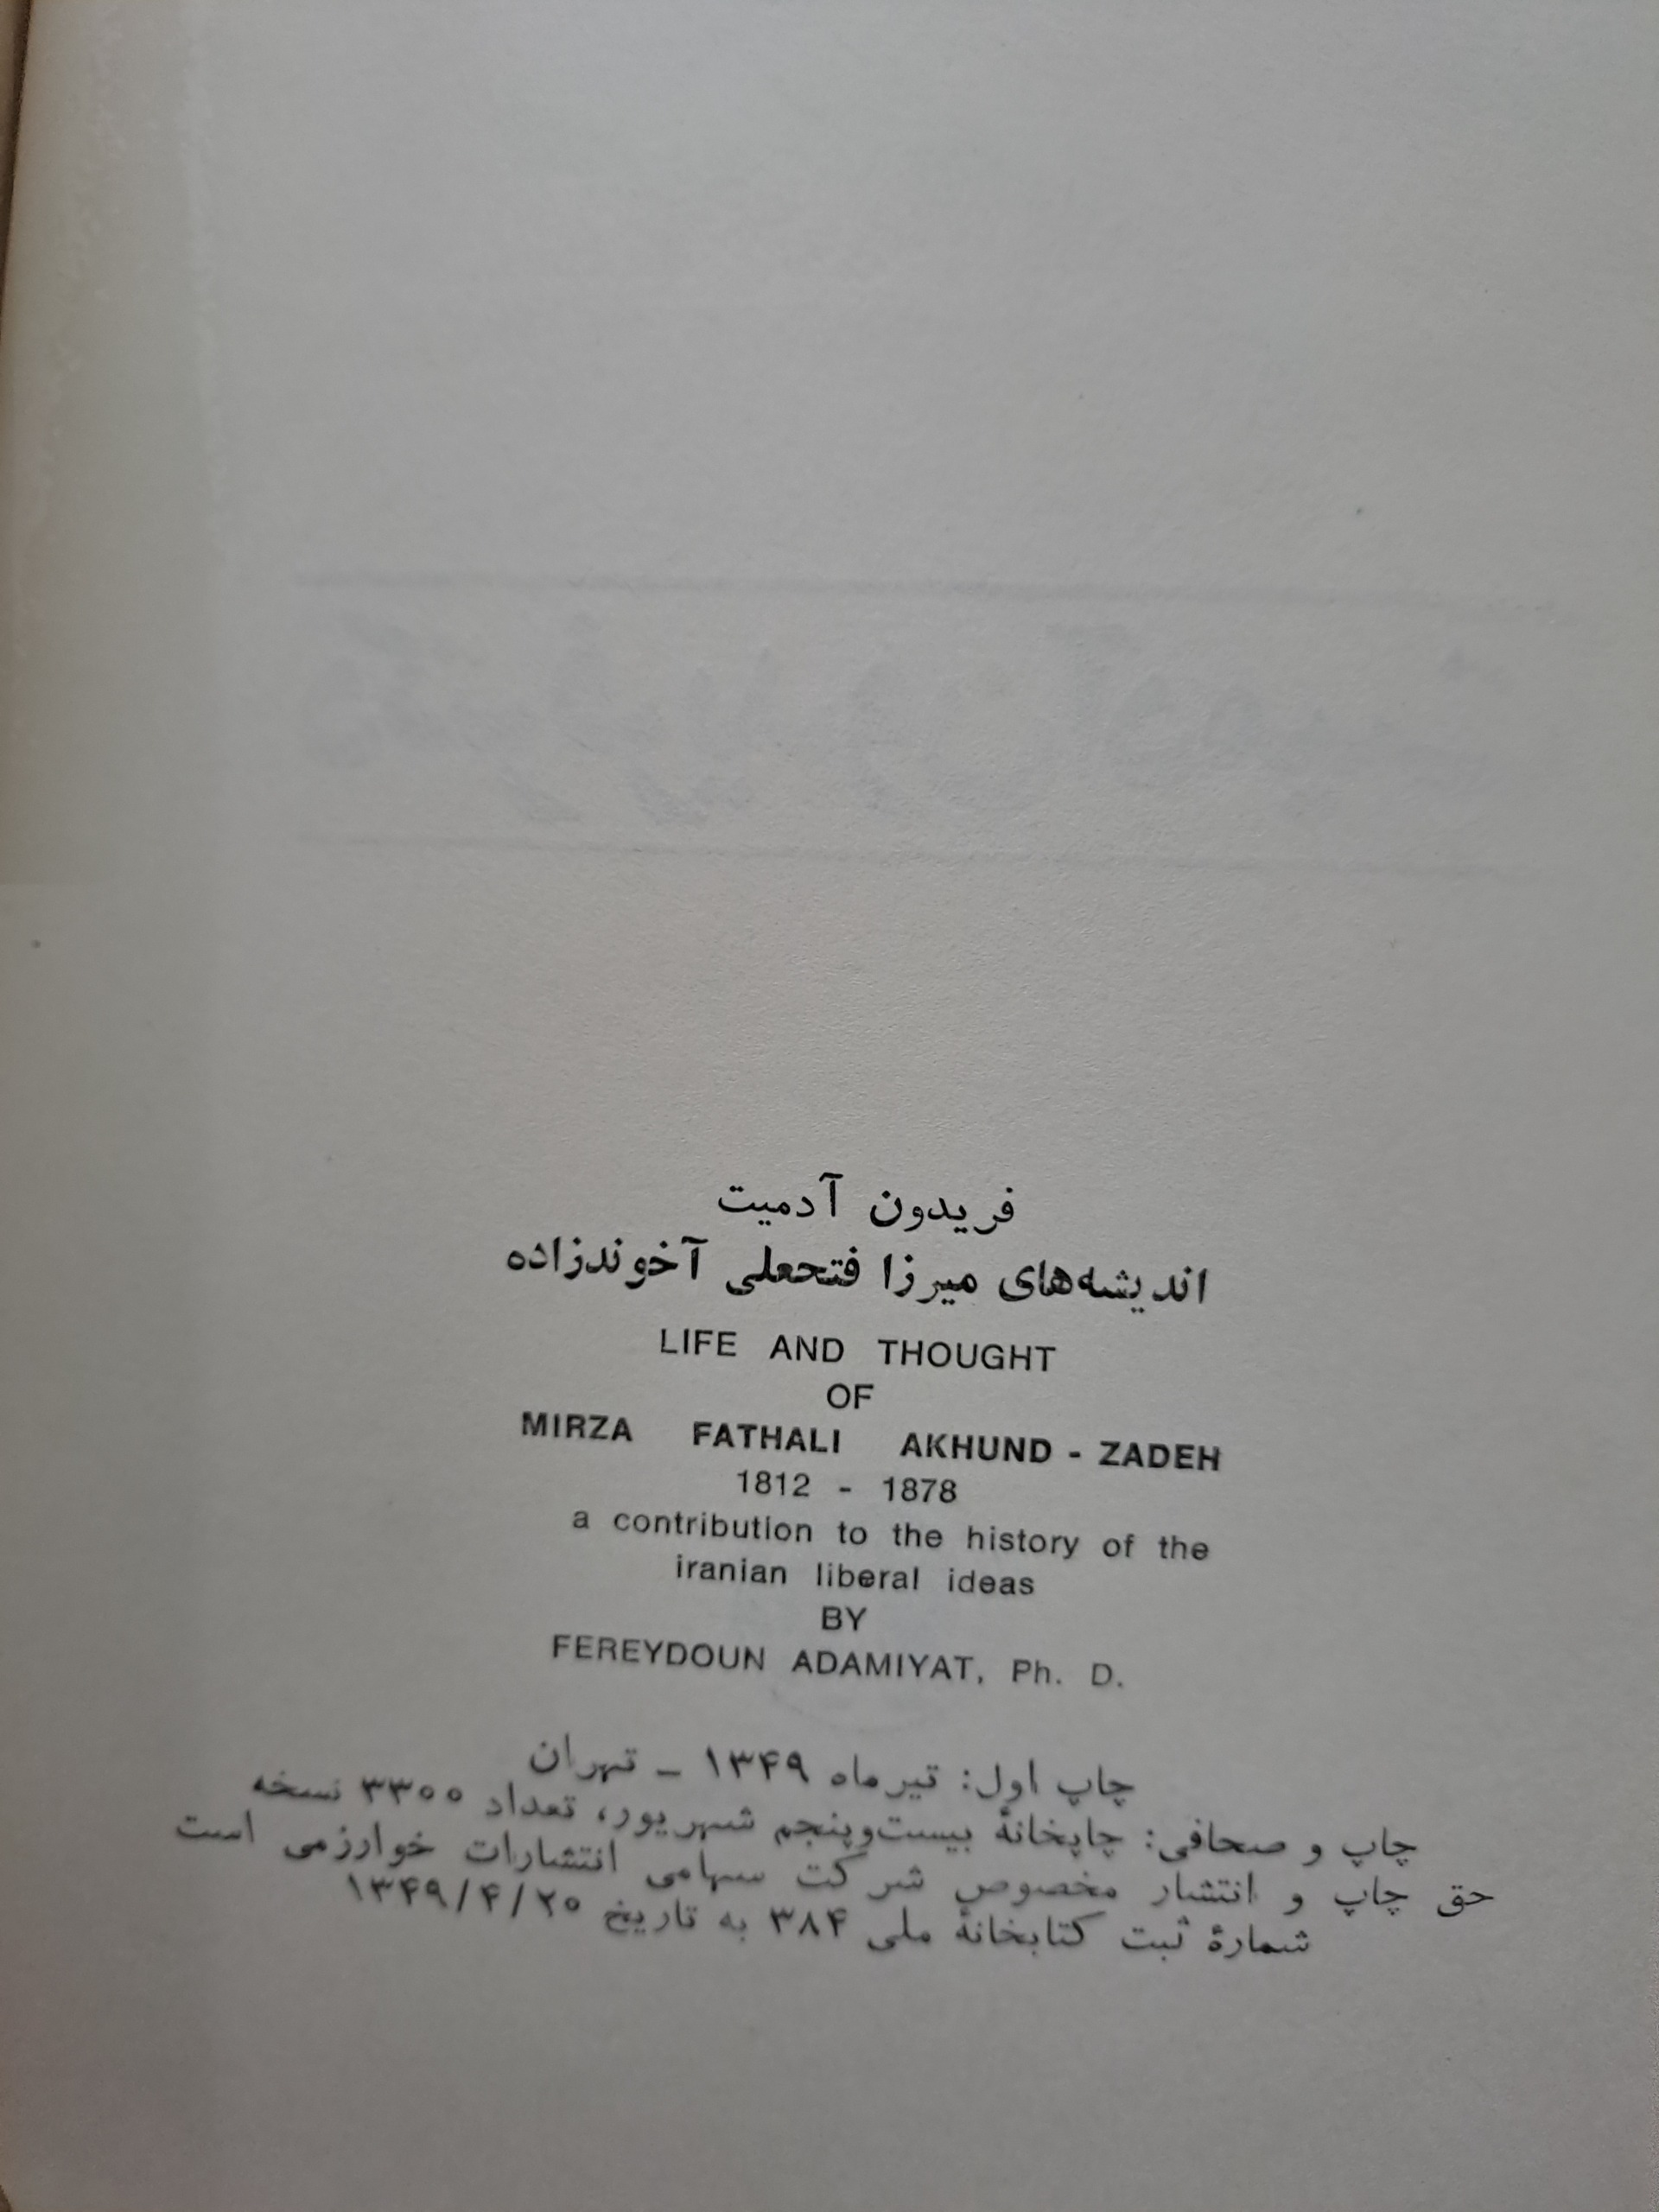 فریدون آدمیت
اندیشه‌های میرزا فتحعلی آخوندزاده
LIFE AND THOUGHT
OF
MIRZA FATHALI AKHUND - ZADEH
1812 - 1878
a contribution to the history of the
iranian liberal ideas
BY
FEREYDOUN ADAMIYAT, Ph. D.
چاپ اول: تیر ماه ۱۳۴۹ – تهران
چاپ و صحافی: چاپخانهٔ بیست‌وپنجم شهریور، تعداد ۳۳۰۰ نسخه
حق چاپ و انتشار مخصوص شرکت سهامی انتشارات خوارزمی است
شمارهٔ ثبت کتابخانهٔ ملی ۳۸۴ به تاریخ ۱۳۴۹/۴/۲۰